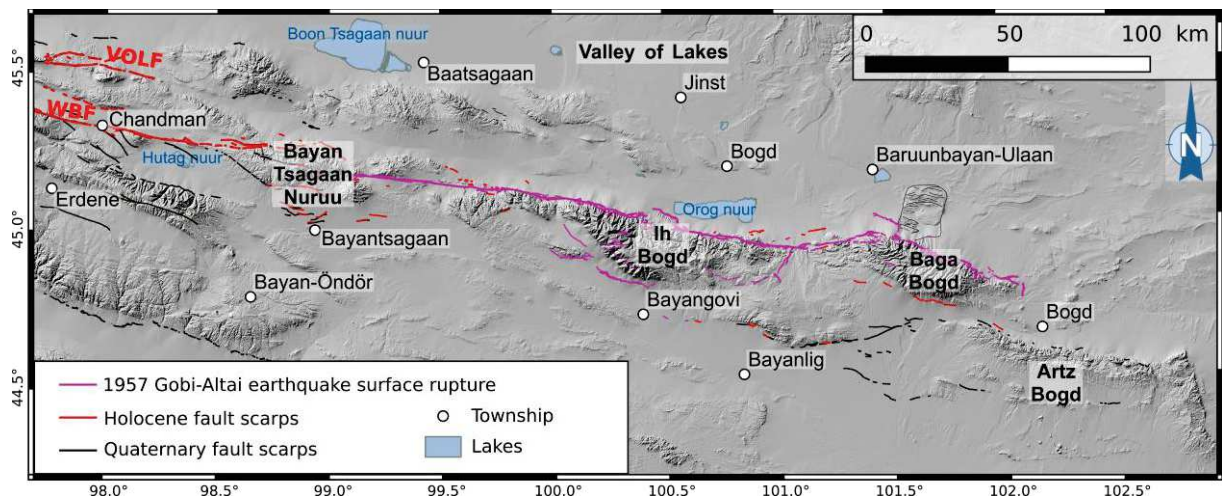 Boon Tsagaan nuur
Valley of Lakes
0 50 100 km
VOLF
Baatsagaan
Jinst
45.5°
WBF
Chandman
N
Hutag nuur
Bayan
Tsagaan
Nuruu
Bogd
Baruunbayan-Ulaan
Erdene
45.0°
Bayantsagaan
Orog nuur
Ih
Bogd
Baga
Bogd
Bayan-Öndör
Bayangovi
Bogd
Bayanlig
Artz
Bogd
44.5°
1957 Gobi-Altai earthquake surface rupture
Holocene fault scarps
Township
Quaternary fault scarps
Lakes
98.0° 98.5° 99.0° 99.5° 100.0° 100.5° 101.0° 101.5° 102.0° 102.5°